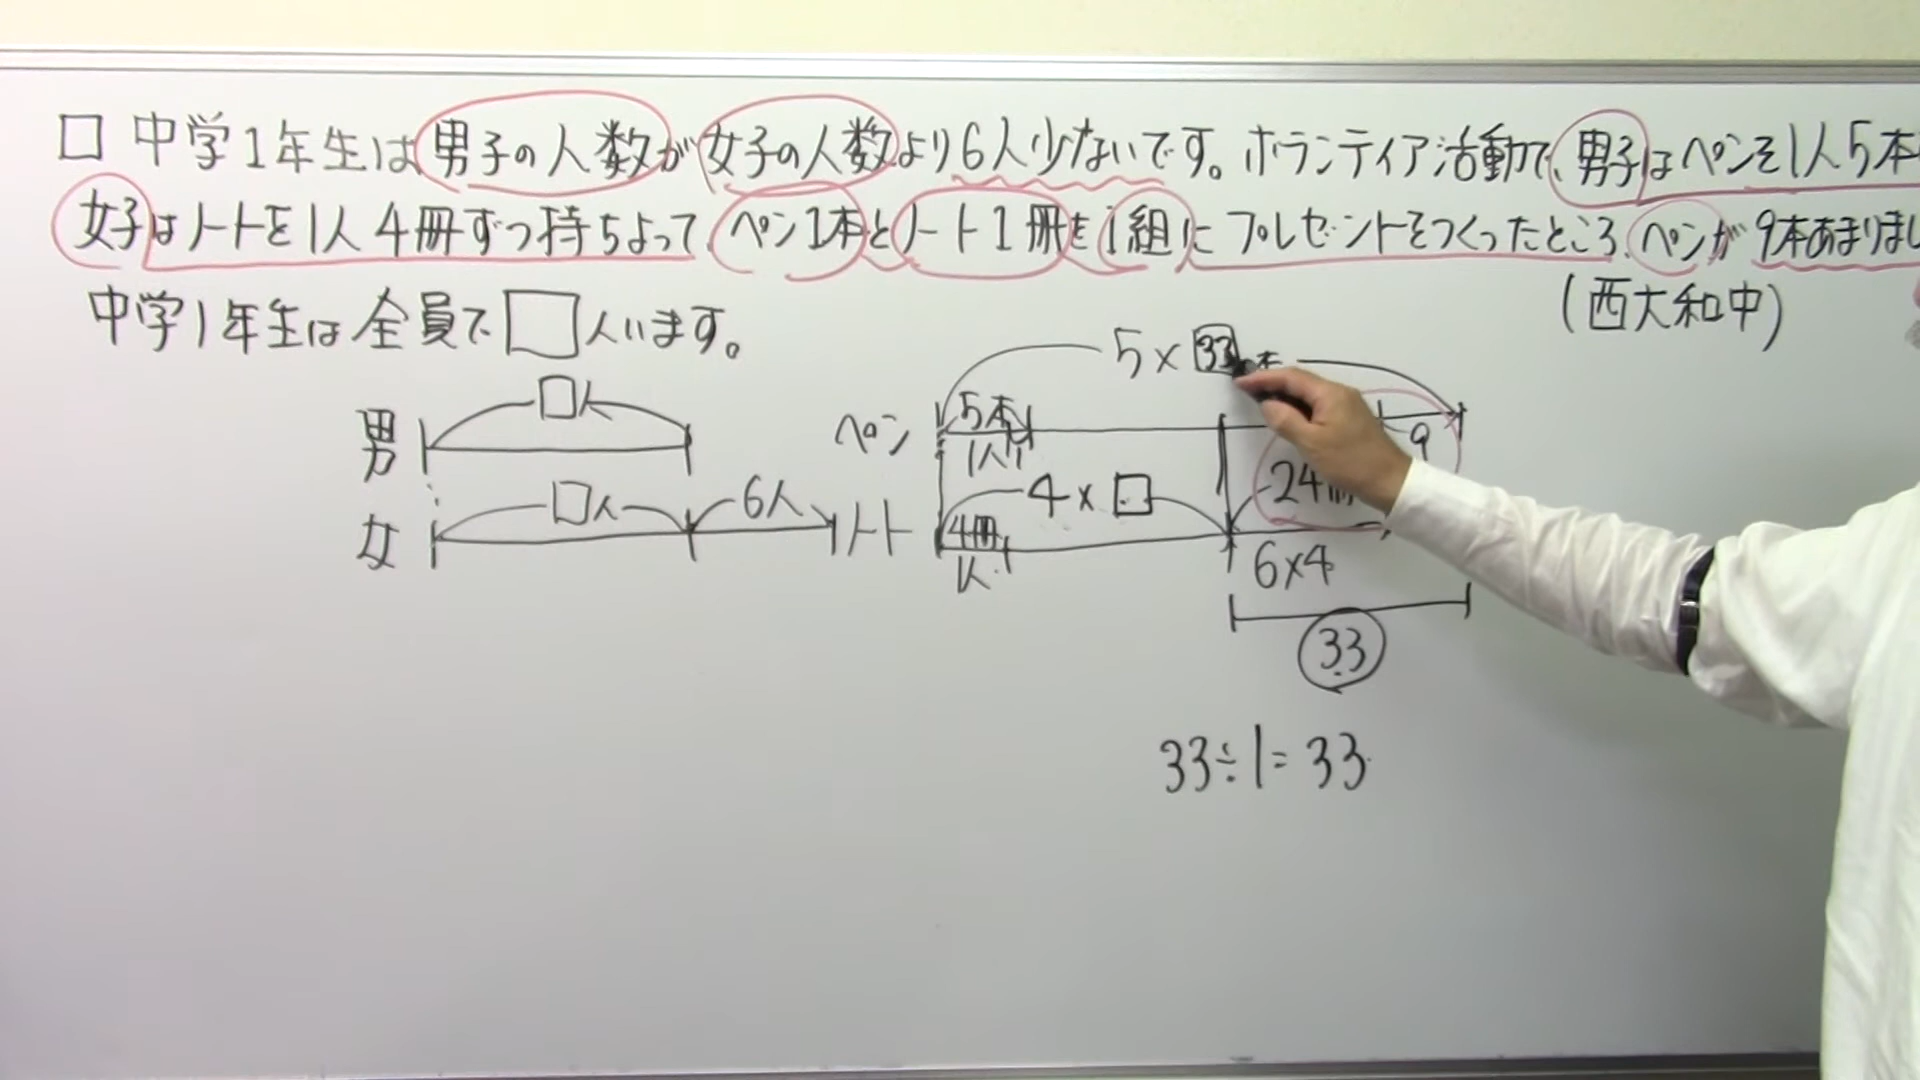 □ 中学1年生は男子の人数が女子の人数より6人少ないです。ボランティア活動で、男子はペンを1人5本
女子はノートを1人4冊ずつ持ちよって、ペン1本とノート1冊を1組にプレゼントをつくったところ、ペンが9本あまりまし
中学1年生は全員で□人います。
(西大和中)
男 □人
女 □人 6人
5×33本
ペン 5本 1人 9
ノート 4冊 4×□ 24冊
6×4
33
33÷1=33